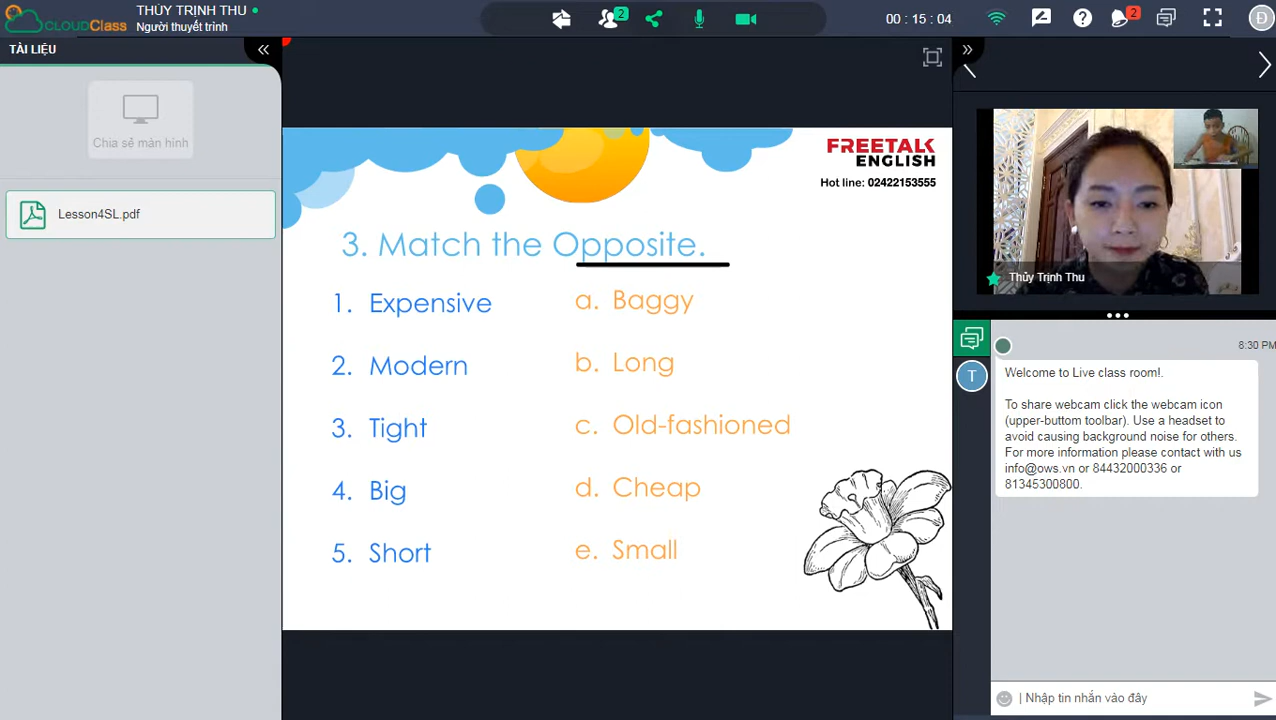 CLOUDClass
THÙY TRỊNH THU
Người thuyết trình
2
00 : 15 : 04
2
Đ
TÀI LIỆU
Chia sẻ màn hình
Lesson4SL.pdf
FREETALK
ENGLISH
Hot line: 02422153555
3. Match the Opposite.
1. Expensive
a. Baggy
2. Modern
b. Long
3. Tight
c. Old-fashioned
4. Big
d. Cheap
5. Short
e. Small
Thủy Trịnh Thu
8:30 PM
T
Welcome to Live class room!.
To share webcam click the webcam icon
(upper-buttom toolbar). Use a headset to
avoid causing background noise for others.
For more information please contact with us
info@ows.vn or 84432000336 or
81345300800.
Nhập tin nhắn vào đây